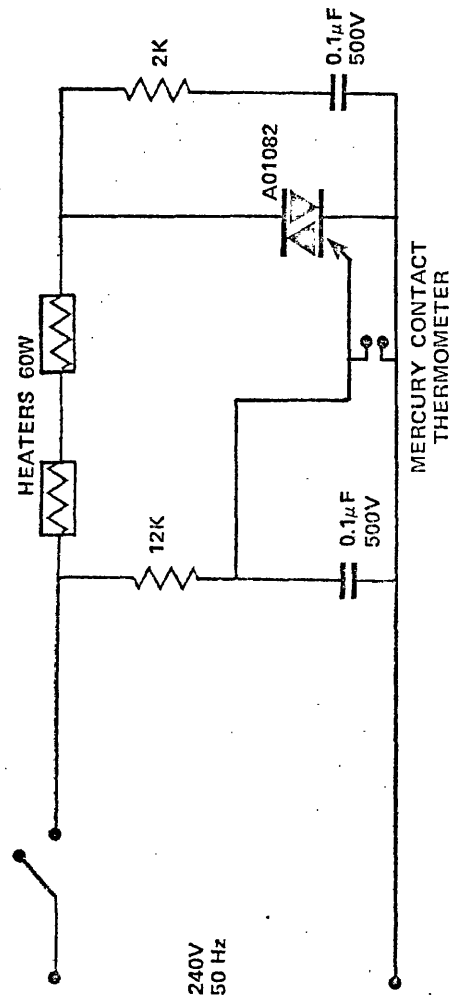 240V
50 Hz
HEATERS 60W
12K
0.1μF
500V
A01082
2K
0.1μF
500V
MERCURY CONTACT
THERMOMETER